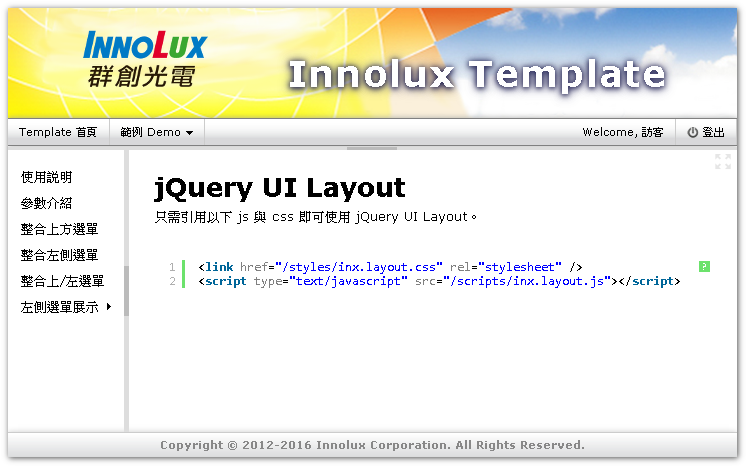 INNOLUX
群創光電
Innolux Template
Template 首頁 範例 Demo Welcome, 訪客 登出
使用説明
參數介紹
整合上方選單
整合左側選單
整合上/左選單
左側選單展示
jQuery UI Layout
只需引用以下 js 與 css 即可使用 jQuery UI Layout。
1 <link href="/styles/inx.layout.css" rel="stylesheet" /> ?
2 <script type="text/javascript" src="/scripts/inx.layout.js"></script>
Copyright © 2012-2016 Innolux Corporation. All Rights Reserved.